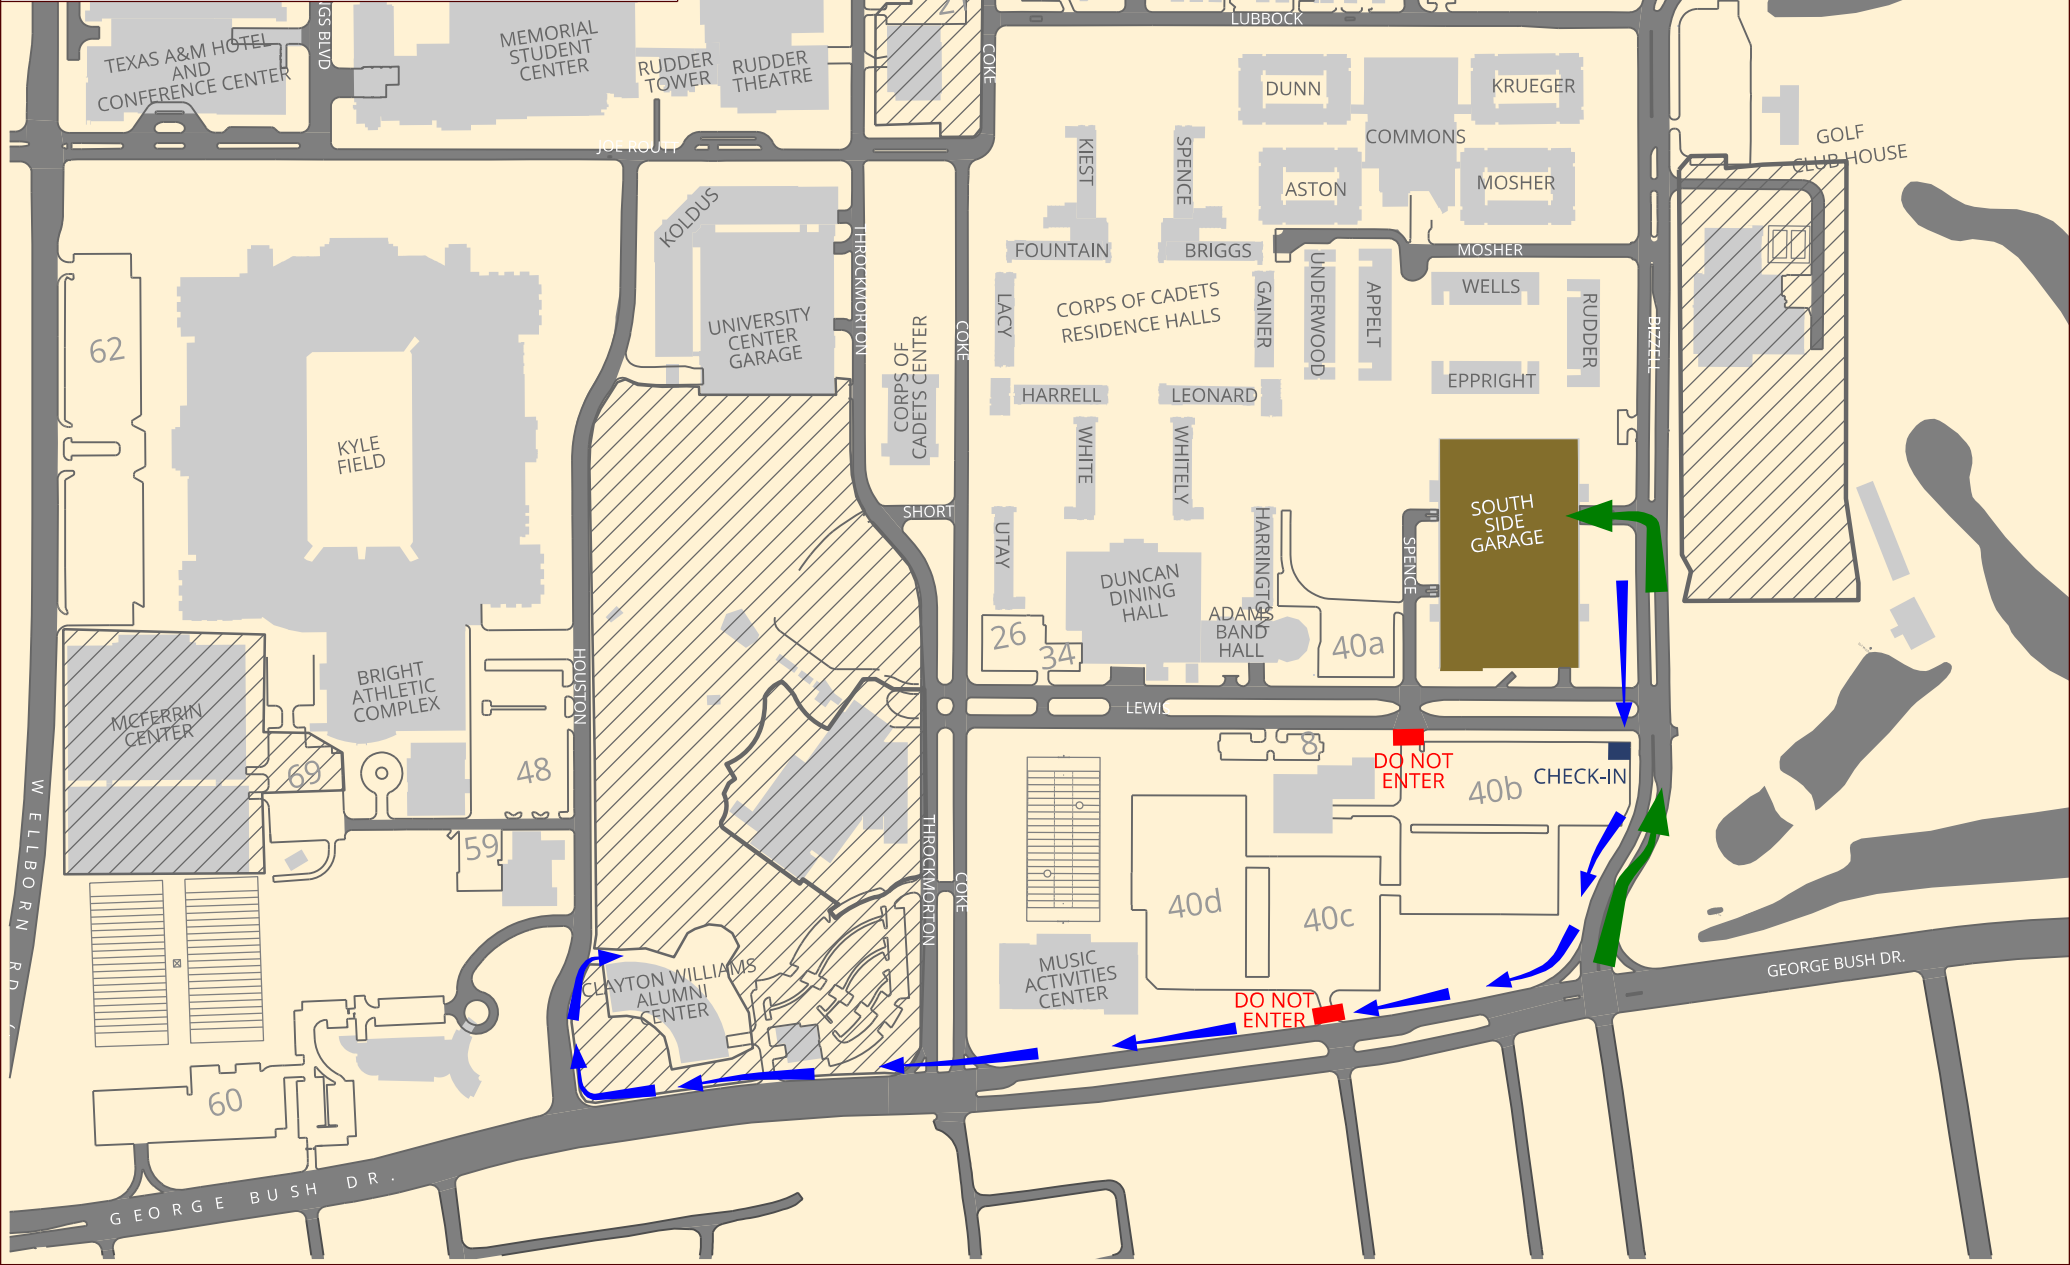 TEXAS A&M HOTEL
AND
CONFERENCE CENTER
GS BLVD
MEMORIAL
STUDENT
CENTER
RUDDER
TOWER
RUDDER
THEATRE
COKE
LUBBOCK
DUNN
KRUEGER
COMMONS
ASTON
MOSHER
GOLF
CLUB HOUSE
JOE ROUTT
KIEST
SPENCE
KOLDUS
THROCKMORTON
FOUNTAIN
BRIGGS
MOSHER
62
UNIVERSITY
CENTER
GARAGE
CORPS OF
CADETS CENTER
COKE
LACY
CORPS OF CADETS
RESIDENCE HALLS
GAINER
UNDERWOOD
APPELT
WELLS
RUDDER
BIZZELL
EPPRIGHT
HARRELL
LEONARD
KYLE
FIELD
WHITE
WHITELY
SHORT
UTAY
HARRINGTON
SPENCE
SOUTH
SIDE
GARAGE
DUNCAN
DINING
HALL
ADAMS
BAND
HALL
26
34
40a
HOUSTON
BRIGHT
ATHLETIC
COMPLEX
MCFERRIN
CENTER
69
48
59
LEWIS
8
DO NOT
ENTER
CHECK-IN
40b
WELLBORN RD
THROCKMORTON
COKE
40d
40c
MUSIC
ACTIVITIES
CENTER
DO NOT
ENTER
CLAYTON WILLIAMS
ALUMNI
CENTER
GEORGE BUSH DR.
60
GEORGE BUSH DR.